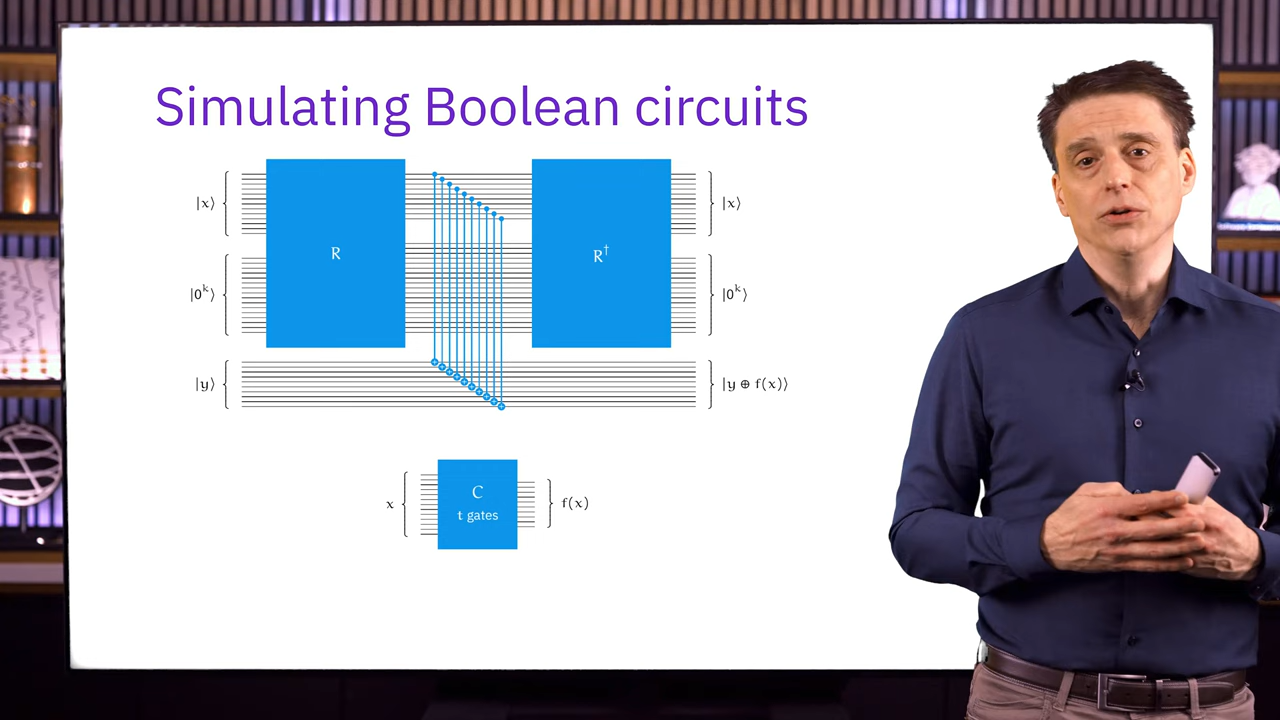 Simulating Boolean circuits
|x⟩
R
R†
|x⟩
|0ᵏ⟩
|0ᵏ⟩
|y⟩
|y ⊕ f(x)⟩
x
C
t gates
f(x)